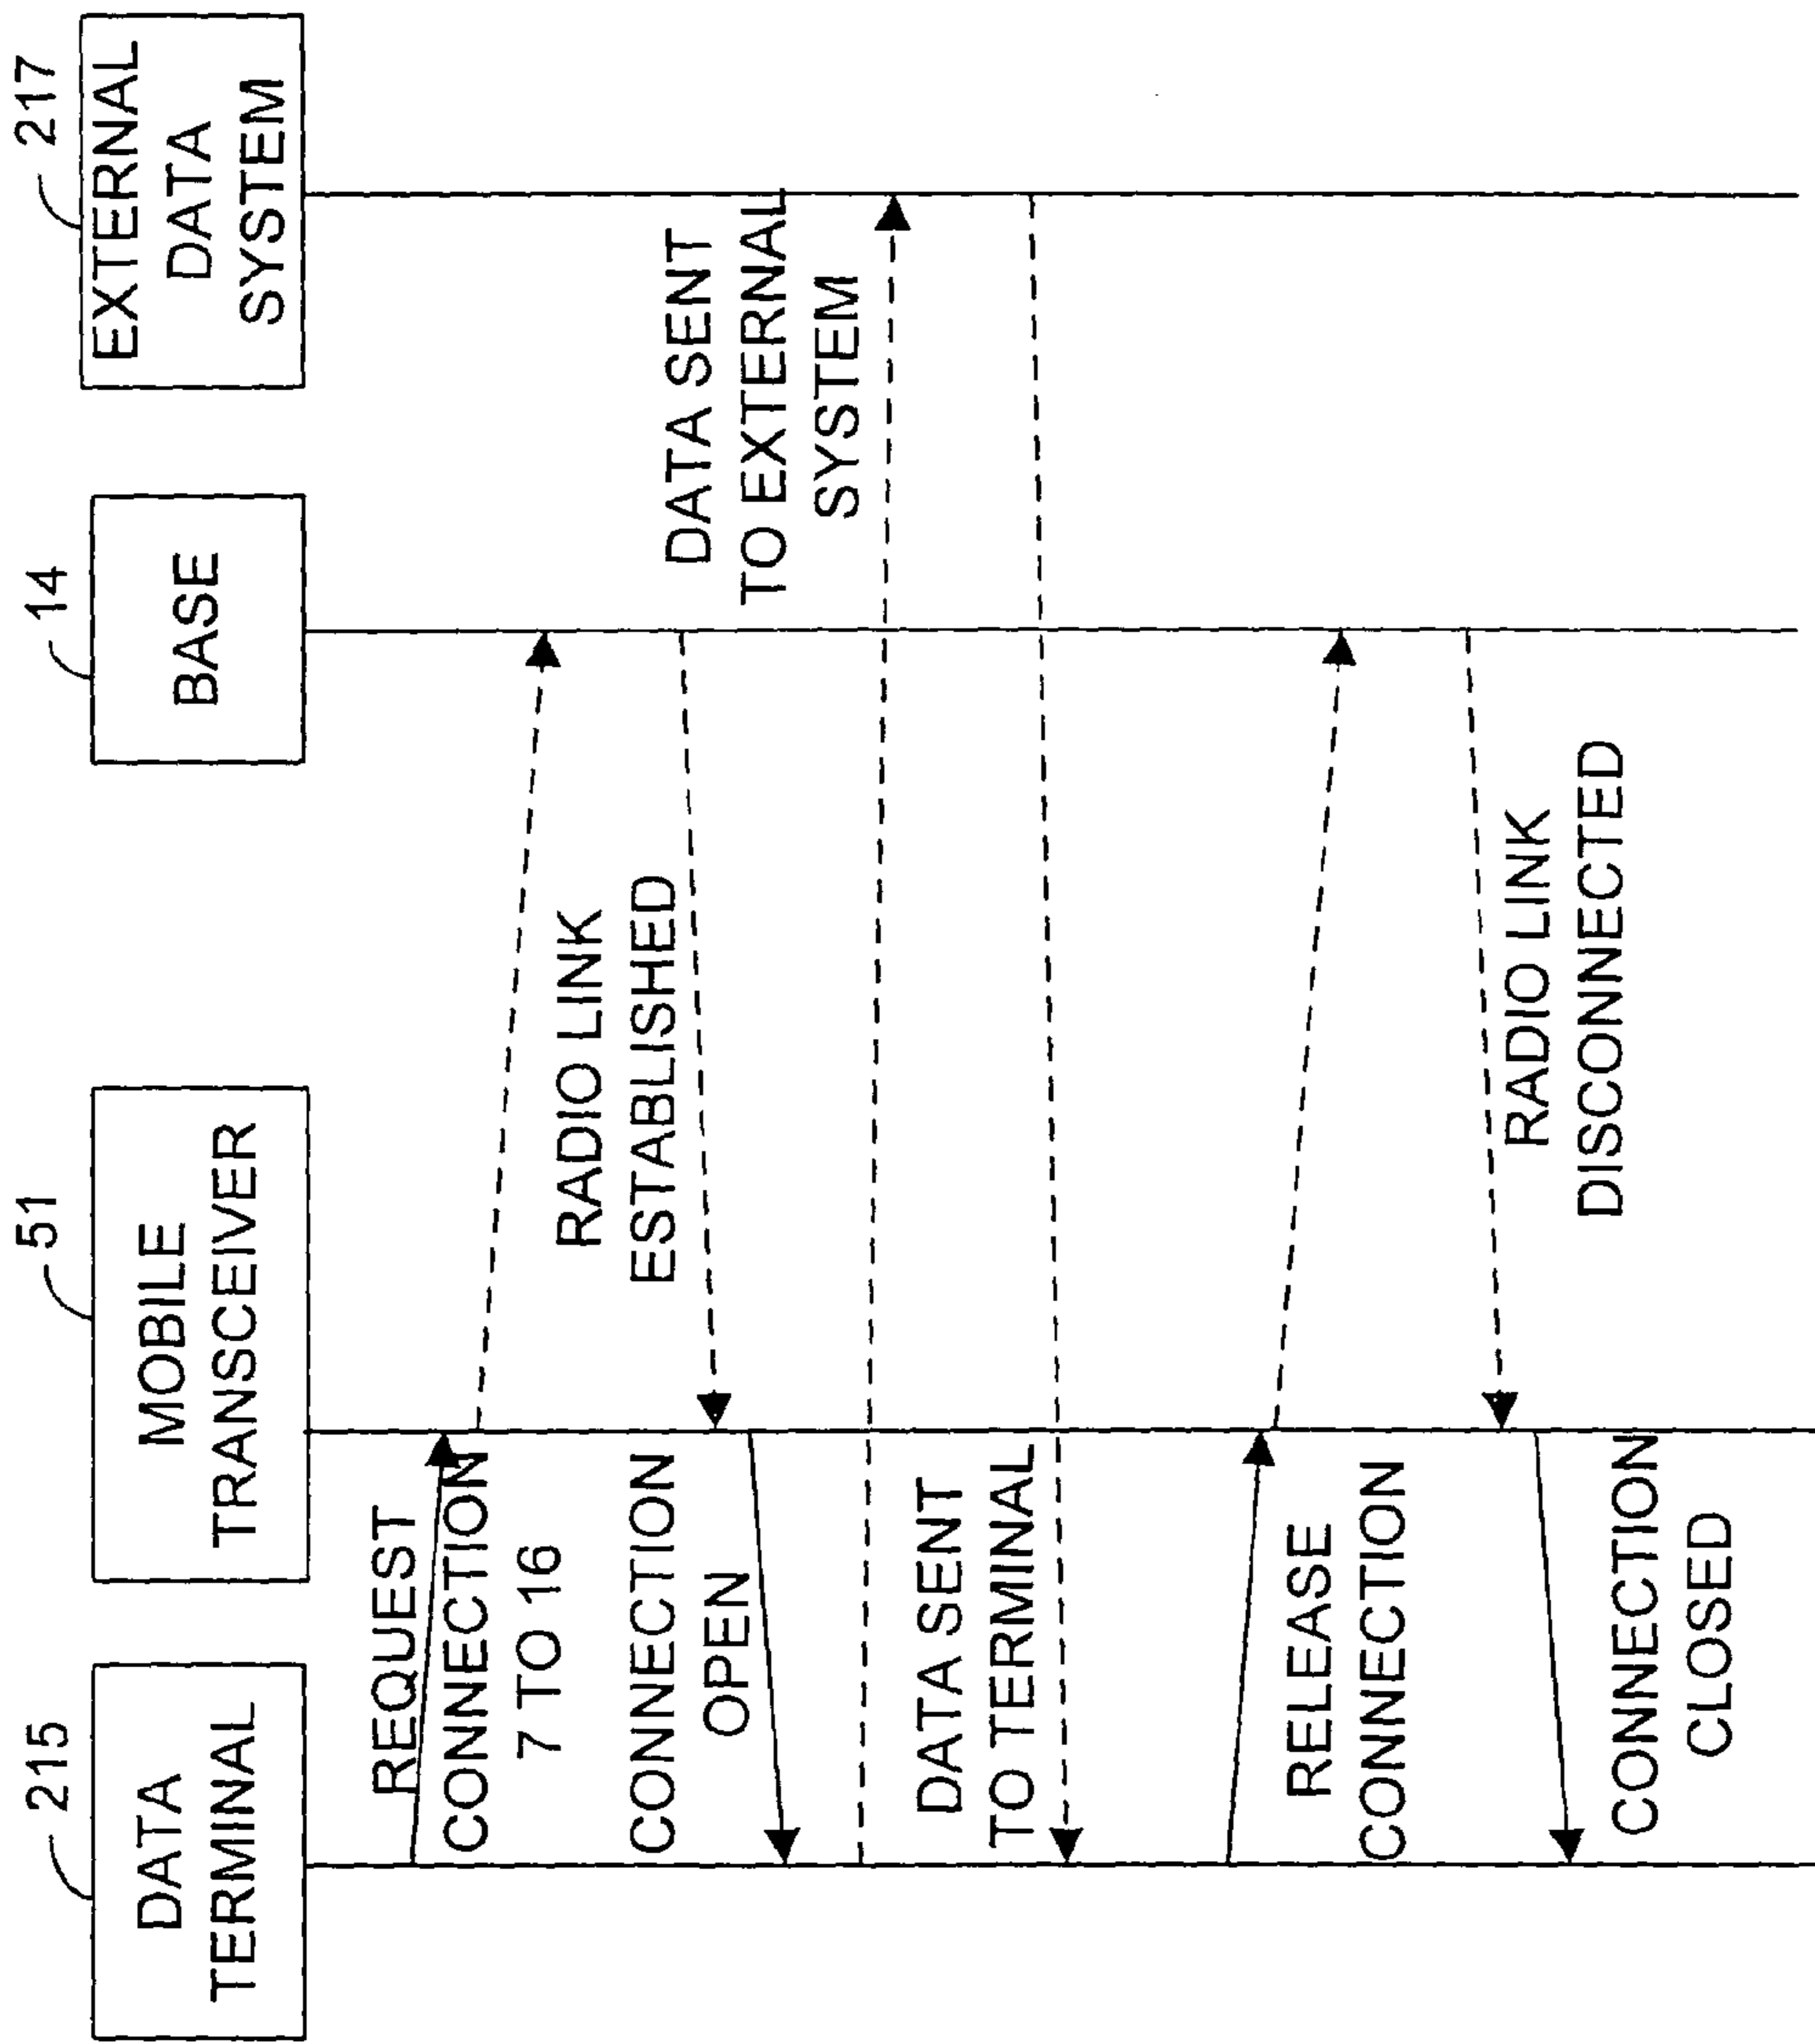 215
DATA
TERMINAL
51
MOBILE
TRANSCEIVER
14
BASE
217
EXTERNAL
DATA
SYSTEM
REQUEST
CONNECTION
7 TO 16
RADIO LINK
ESTABLISHED
CONNECTION
OPEN
DATA SENT
TO EXTERNAL
SYSTEM
DATA SENT
TO TERMINAL
RELEASE
CONNECTION
RADIO LINK
DISCONNECTED
CONNECTION
CLOSED